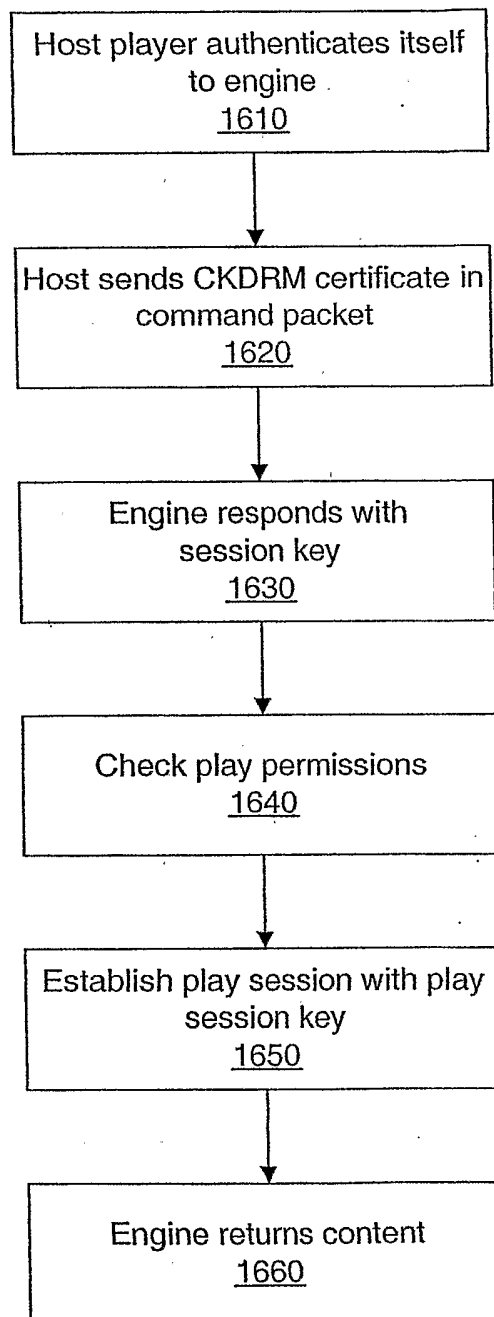 Host player authenticates itself
to engine
1610
Host sends CKDRM certificate in
command packet
1620
Engine responds with
session key
1630
Check play permissions
1640
Establish play session with play
session key
1650
Engine returns content
1660